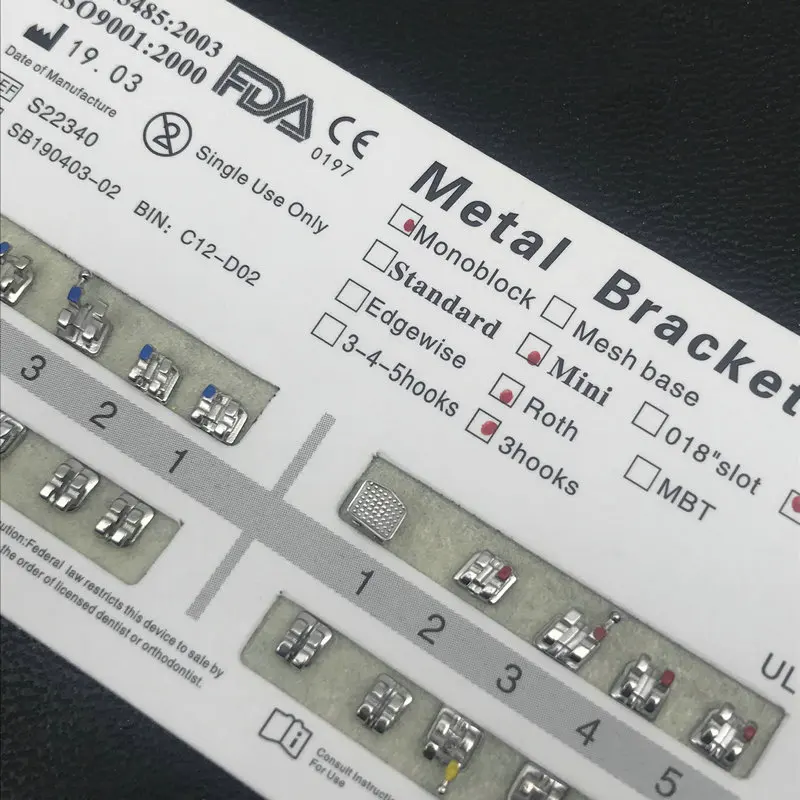 3485:2003
ISO9001:2000
19.03
Date of Manufacture
FDA
CE
0197
REF S22340
SB190403-02
BIN: C12-D02
Single Use Only
Metal Bracket
Monoblock
Mesh base
Standard
Mini
018"slot
Edgewise
Roth
MBT
3-4-5hooks
3hooks
3 2 1
1 2 3 4 5
UL
Federal law restricts this device to sale by
the order of licensed dentist or orthodontist.
Consult
For Use